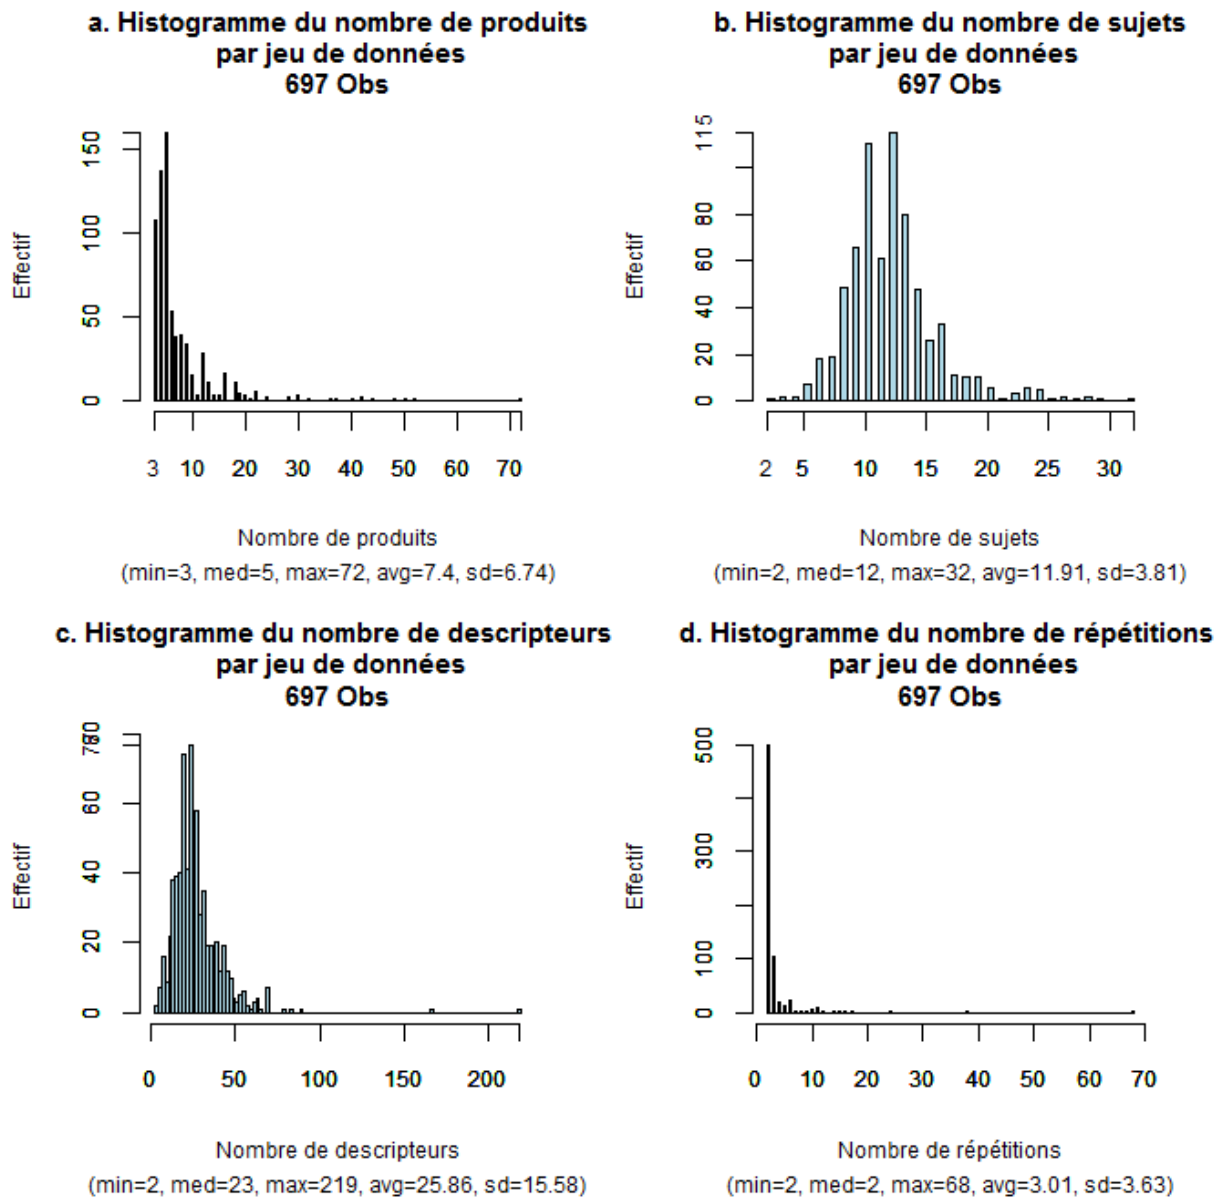 a. Histogramme du nombre de produits
par jeu de données
697 Obs
Effectif
0 50 100 150
3 10 20 30 40 50 60 70
Nombre de produits
(min=3, med=5, max=72, avg=7.4, sd=6.74)
b. Histogramme du nombre de sujets
par jeu de données
697 Obs
Effectif
0 20 40 60 80 115
2 5 10 15 20 25 30
Nombre de sujets
(min=2, med=12, max=32, avg=11.91, sd=3.81)
c. Histogramme du nombre de descripteurs
par jeu de données
697 Obs
Effectif
0 20 40 60
0 50 100 150 200
Nombre de descripteurs
(min=2, med=23, max=219, avg=25.86, sd=15.58)
d. Histogramme du nombre de répétitions
par jeu de données
697 Obs
Effectif
0 100 300 500
0 10 20 30 40 50 60 70
Nombre de répétitions
(min=2, med=2, max=68, avg=3.01, sd=3.63)